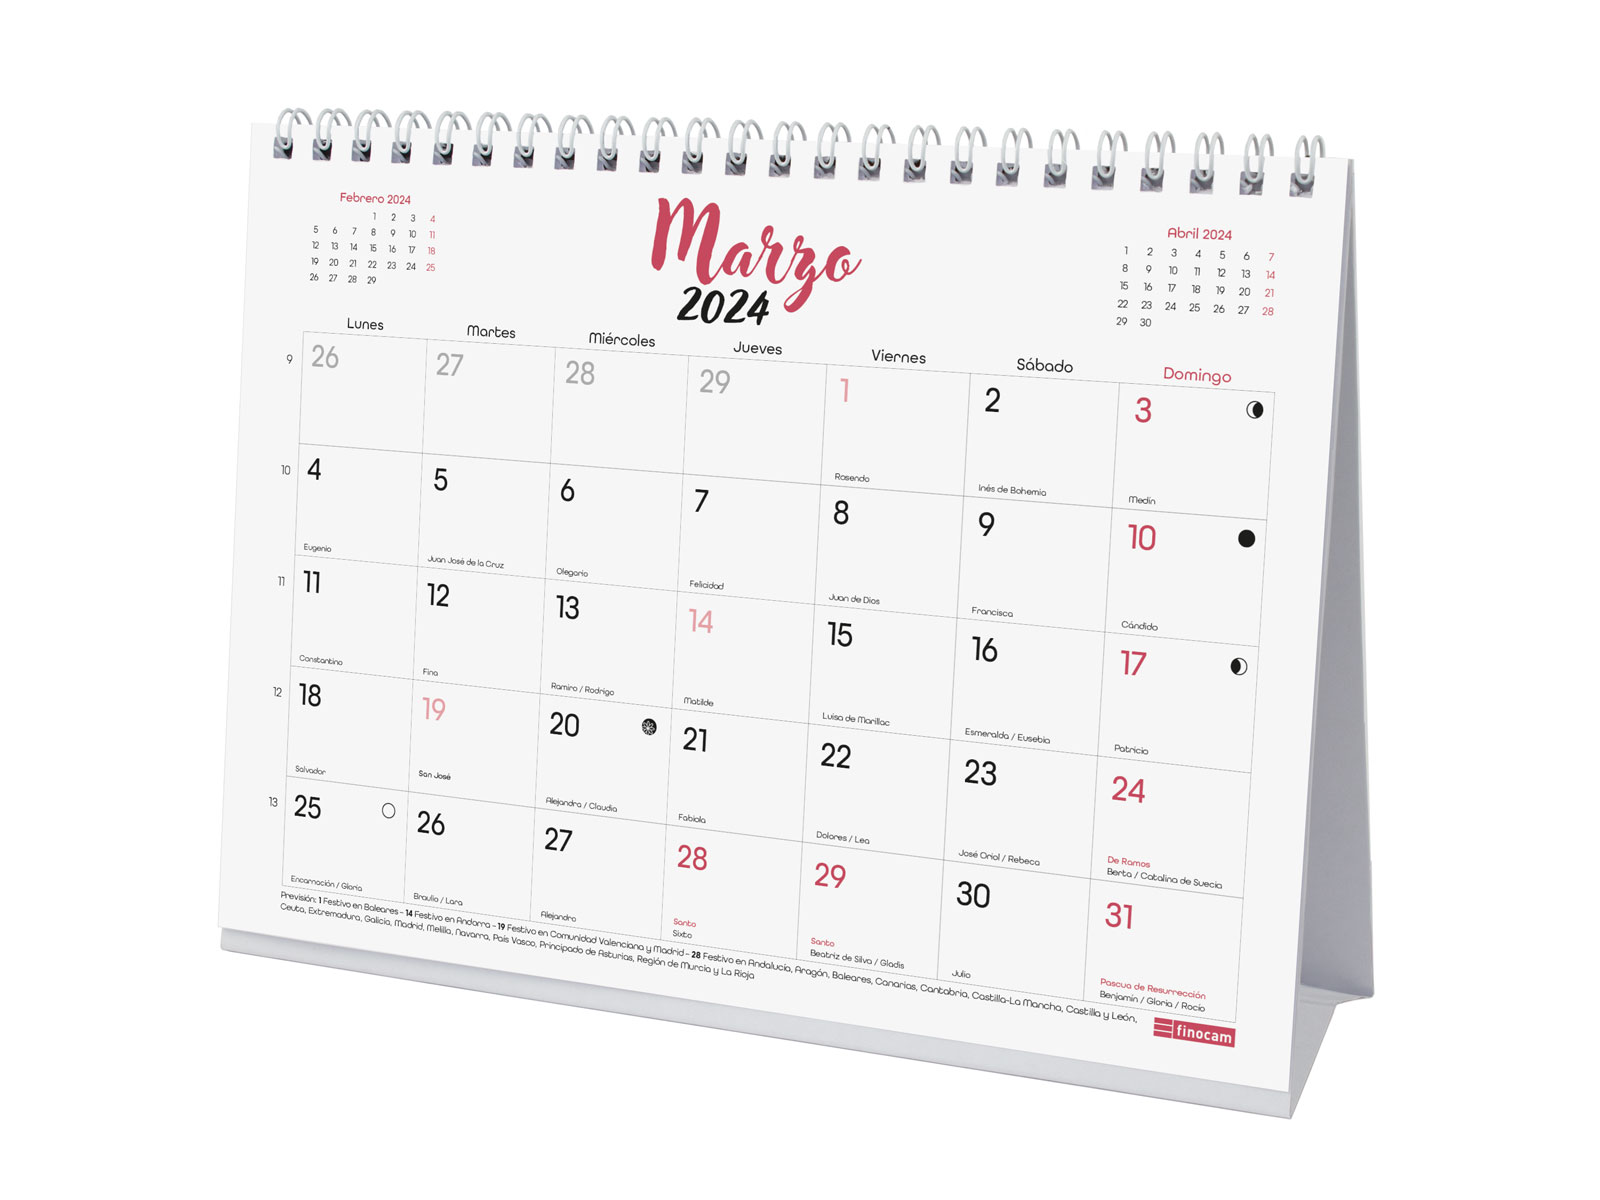 Febrero 2024
1 2 3 4
5 6 7 8 9 10 11
12 13 14 15 16 17 18
19 20 21 22 23 24 25
26 27 28 29
Marzo
2024
Abril 2024
1 2 3 4 5 6 7
8 9 10 11 12 13 14
15 16 17 18 19 20 21
22 23 24 25 26 27 28
29 30
Lunes Martes Miércoles Jueves Viernes Sábado Domingo
9 26 27 28 29 1 2 3
Rosendo Inés de Bohemia Medín
10 4 5 6 7 8 9 10
Eugenio Juan José de la Cruz Olegario Felicidad Juan de Dios Francisca Cándido
11 11 12 13 14 15 16 17
Constantino Fina Ramiro / Rodrigo Matilde Luisa de Marillac Esmeralda / Eusebia Patricio
12 18 19 20 21 22 23 24
De Ramos
Salvador San José Alejandra / Claudia Fabiola Dolores / Lea José Oriol / Rebeca Berta / Catalina de Suecia
13 25 26 27 28 29 30 31
Santo Santo Pascua de Resurrección
Encarnación / Gloria Braulio / Lara Alejandro Sixto Beatriz de Silva / Gladis Julio Benjamín / Gloria / Rocío
Previsión: 1 Festivo en Baleares - 14 Festivo en Andorra - 19 Festivo en Comunidad Valenciana y Madrid - 28 Festivo en Andalucía, Aragón, Baleares, Canarias, Cantabria, Castilla-La Mancha, Castilla y León,
Ceuta, Extremadura, Galicia, Madrid, Melilla, Navarra, País Vasco, Principado de Asturias, Región de Murcia y La Rioja
finocam